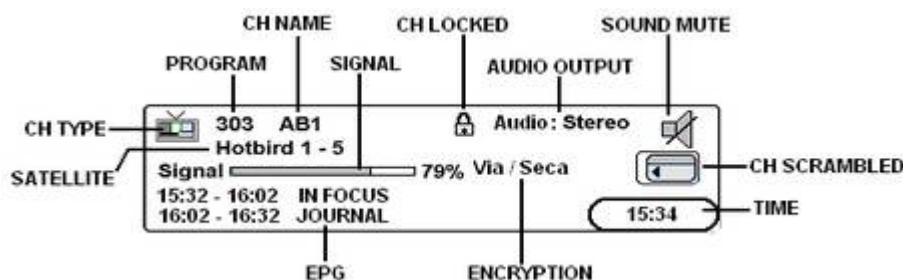 CH NAME CH LOCKED SOUND MUTE
PROGRAM SIGNAL AUDIO OUTPUT
CH TYPE 303 AB1 Audio : Stereo
Hotbird 1 - 5
SATELLITE Signal 79% Via / Seca CH SCRAMBLED
15:32 - 16:02 IN FOCUS
16:02 - 16:32 JOURNAL 15:34 TIME
EPG ENCRYPTION